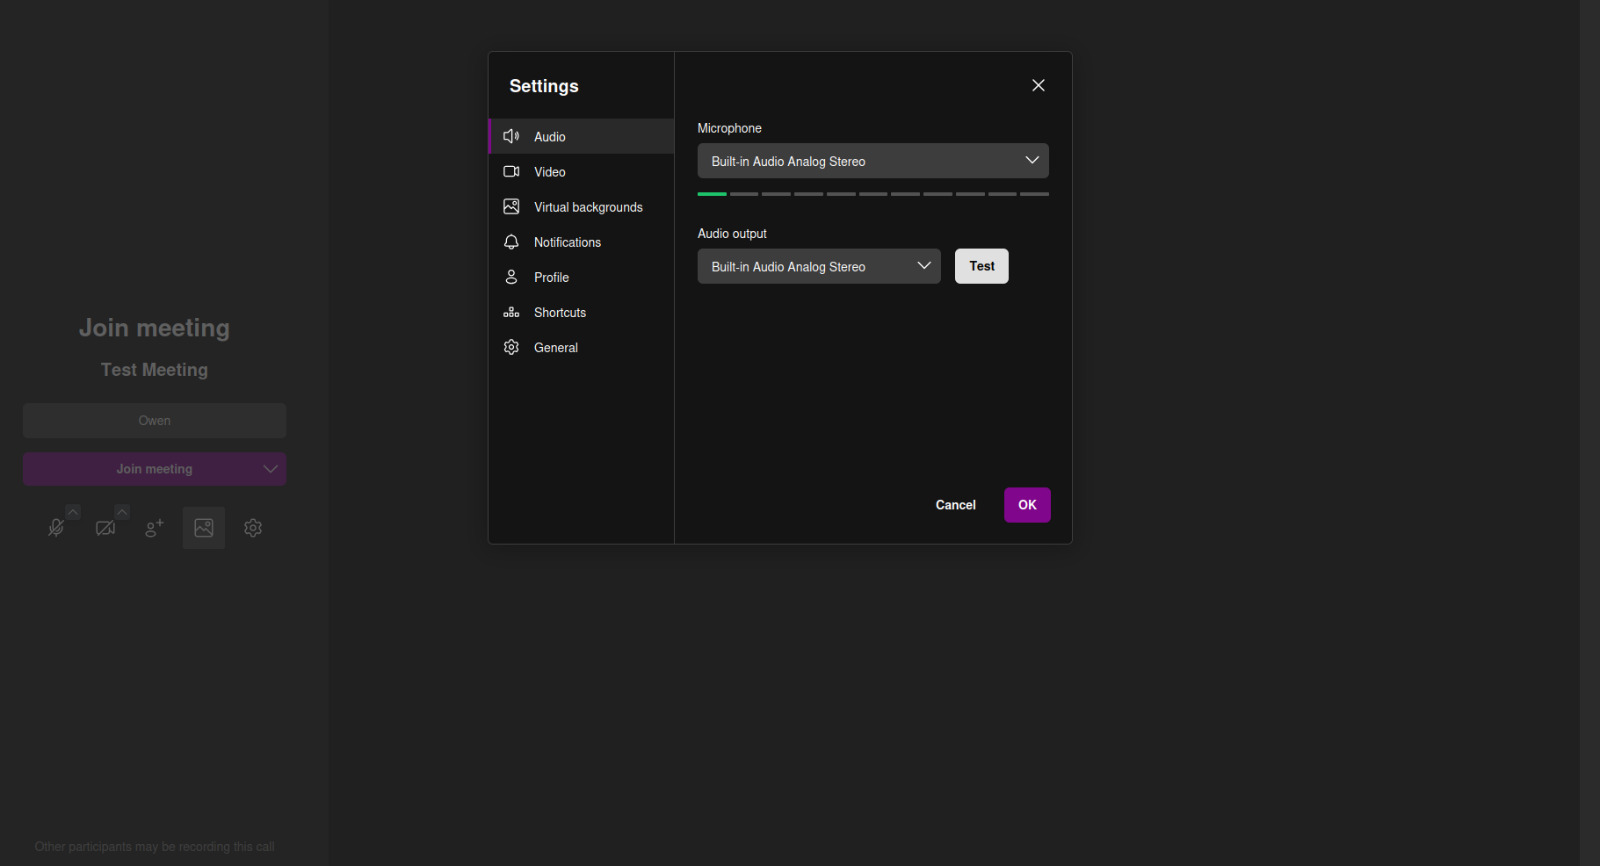 Settings
Audio
Video
Virtual backgrounds
Notifications
Profile
Shortcuts
General
Microphone
Built-in Audio Analog Stereo
Audio output
Built-in Audio Analog Stereo
Test
Cancel
OK
Join meeting
Test Meeting
Owen
Join meeting
Other participants may be recording this call